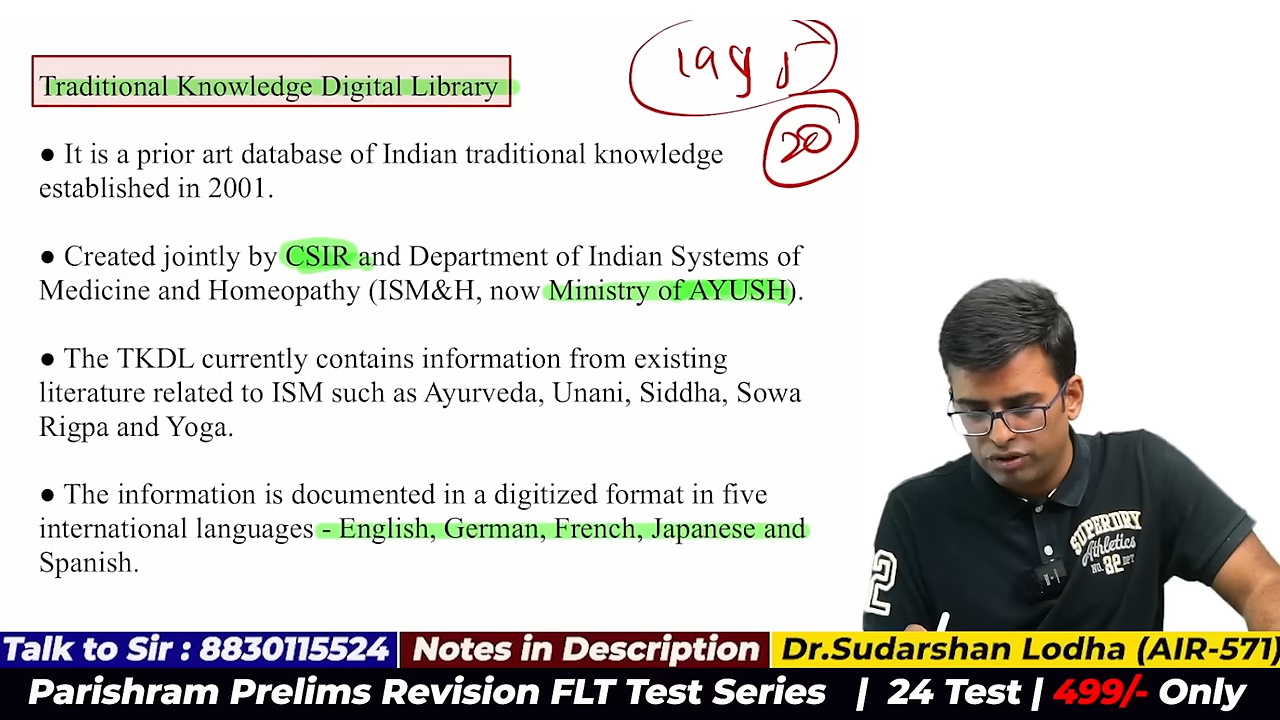 Traditional Knowledge Digital Library
● It is a prior art database of Indian traditional knowledge
established in 2001.
● Created jointly by CSIR and Department of Indian Systems of
Medicine and Homeopathy (ISM&H, now Ministry of AYUSH).
● The TKDL currently contains information from existing
literature related to ISM such as Ayurveda, Unani, Siddha, Sowa
Rigpa and Yoga.
● The information is documented in a digitized format in five
international languages - English, German, French, Japanese and
Spanish.
20
SUPERDRY
Athletics
NO. 32 DPT
2
Talk to Sir : 8830115524
Notes in Description
Dr.Sudarshan Lodha (AIR-571)
Parishram Prelims Revision FLT Test Series | 24 Test | 499/- Only